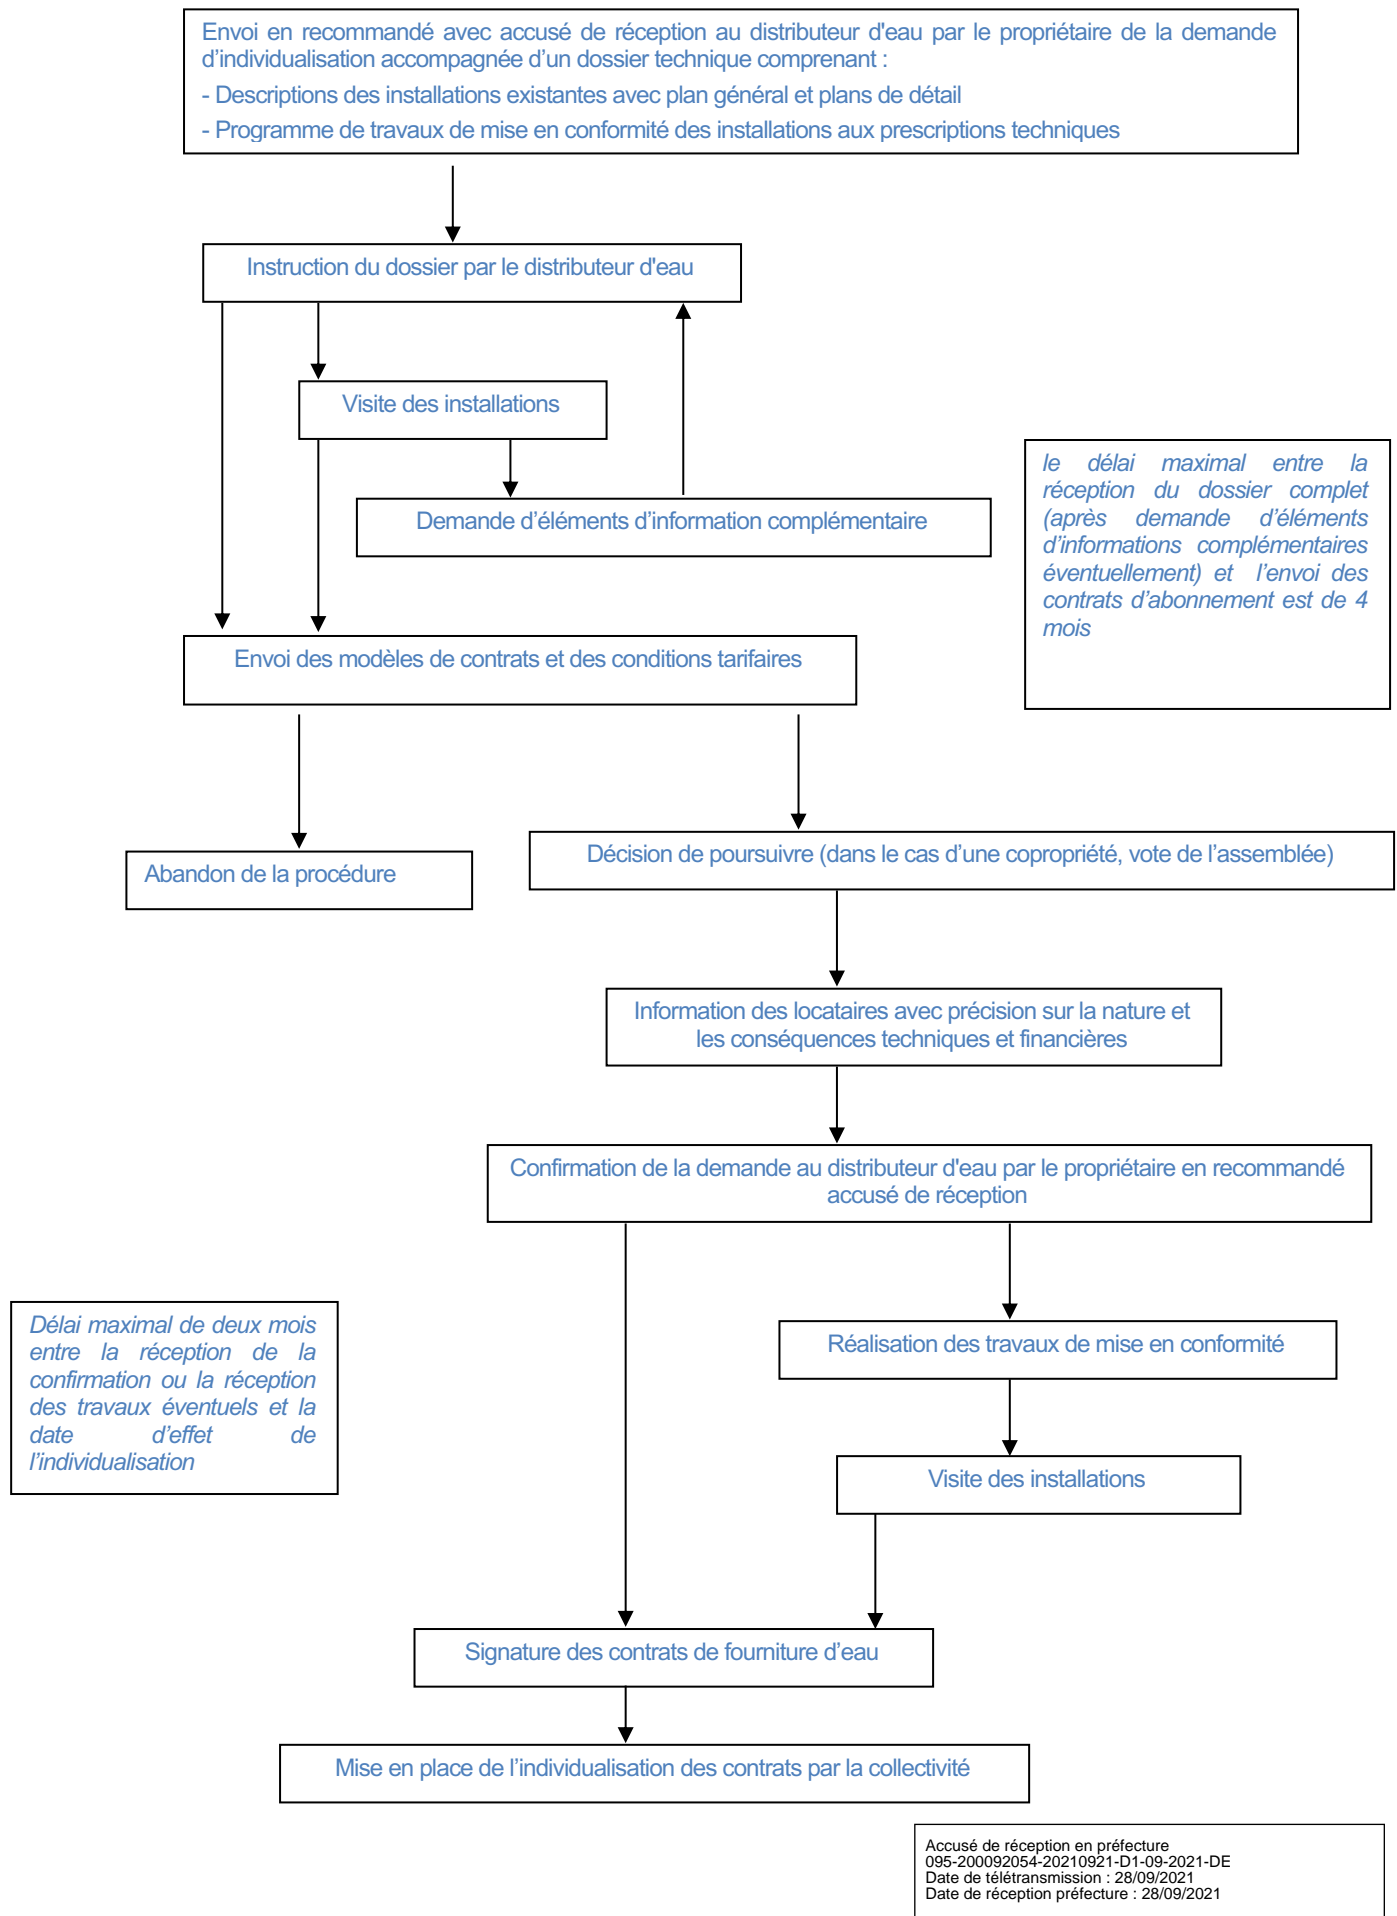 Envoi en recommandé avec accusé de réception au distributeur d'eau par le propriétaire de la demande
d’individualisation accompagnée d’un dossier technique comprenant :
- Descriptions des installations existantes avec plan général et plans de détail
- Programme de travaux de mise en conformité des installations aux prescriptions techniques
Instruction du dossier par le distributeur d'eau
Visite des installations
Demande d’éléments d’information complémentaire
le délai maximal entre la
réception du dossier complet
(après demande d’éléments
d’informations complémentaires
éventuellement) et l’envoi des
contrats d’abonnement est de 4
mois
Envoi des modèles de contrats et des conditions tarifaires
Abandon de la procédure
Décision de poursuivre (dans le cas d’une copropriété, vote de l’assemblée)
Information des locataires avec précision sur la nature et
les conséquences techniques et financières
Confirmation de la demande au distributeur d'eau par le propriétaire en recommandé
accusé de réception
Délai maximal de deux mois
entre la réception de la
confirmation ou la réception
des travaux éventuels et la
date d’effet de
l’individualisation
Réalisation des travaux de mise en conformité
Visite des installations
Signature des contrats de fourniture d’eau
Mise en place de l’individualisation des contrats par la collectivité
Accusé de réception en préfecture
095-200092054-20210921-D1-09-2021-DE
Date de télétransmission : 28/09/2021
Date de réception préfecture : 28/09/2021